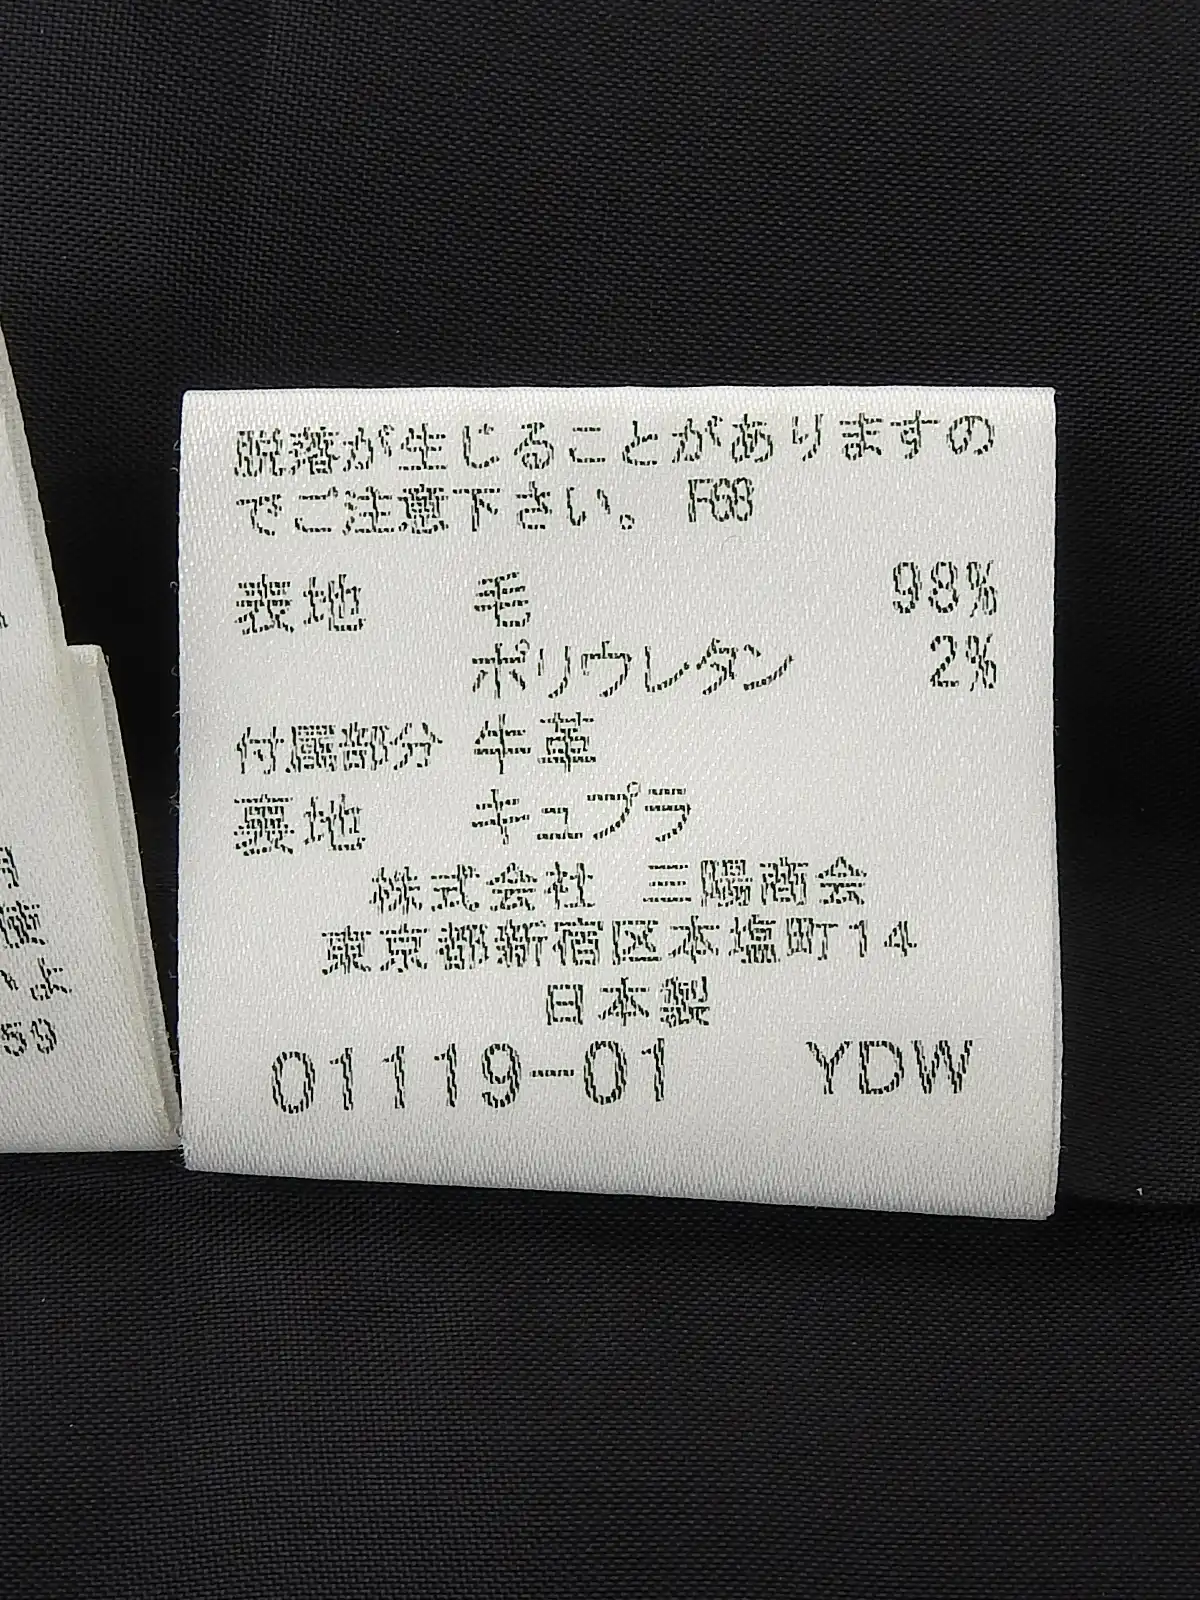 脱落が生じることがありますの
でご注意下さい。 F68
表地 毛 98%
ポリウレタン 2%
付属部分 牛革
裏地 キュプラ
株式会社 三陽商会
東京都新宿区本塩町14
日本製
01119-01 YDW
59